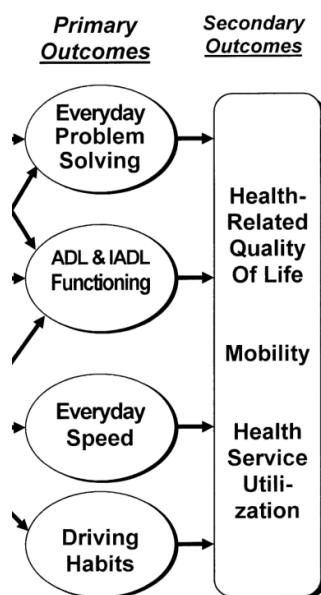 Primary
Outcomes
Secondary
Outcomes
Everyday
Problem
Solving
ADL & IADL
Functioning
Everyday
Speed
Driving
Habits
Health-
Related
Quality
Of Life
Mobility
Health
Service
Utili-
zation